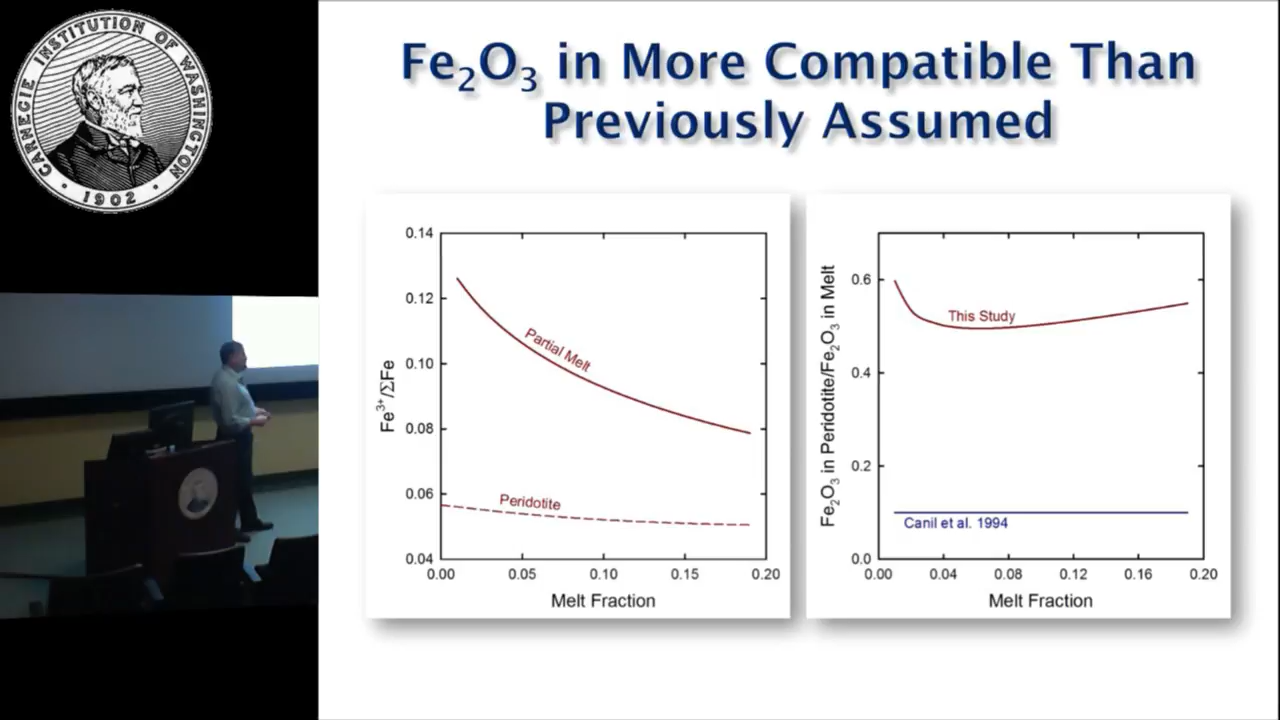 CARNEGIE INSTITUTION OF WASHINGTON
· 1902 ·
Fe₂O₃ in More Compatible Than
Previously Assumed
0.14
0.12
0.10
0.08
0.06
0.04
Fe³⁺/ΣFe
Partial Melt
Peridotite
0.00 0.05 0.10 0.15 0.20
Melt Fraction
0.6
0.4
0.2
0.0
Fe₂O₃ in Peridotite/Fe₂O₃ in Melt
This Study
Canil et al. 1994
0.00 0.04 0.08 0.12 0.16 0.20
Melt Fraction